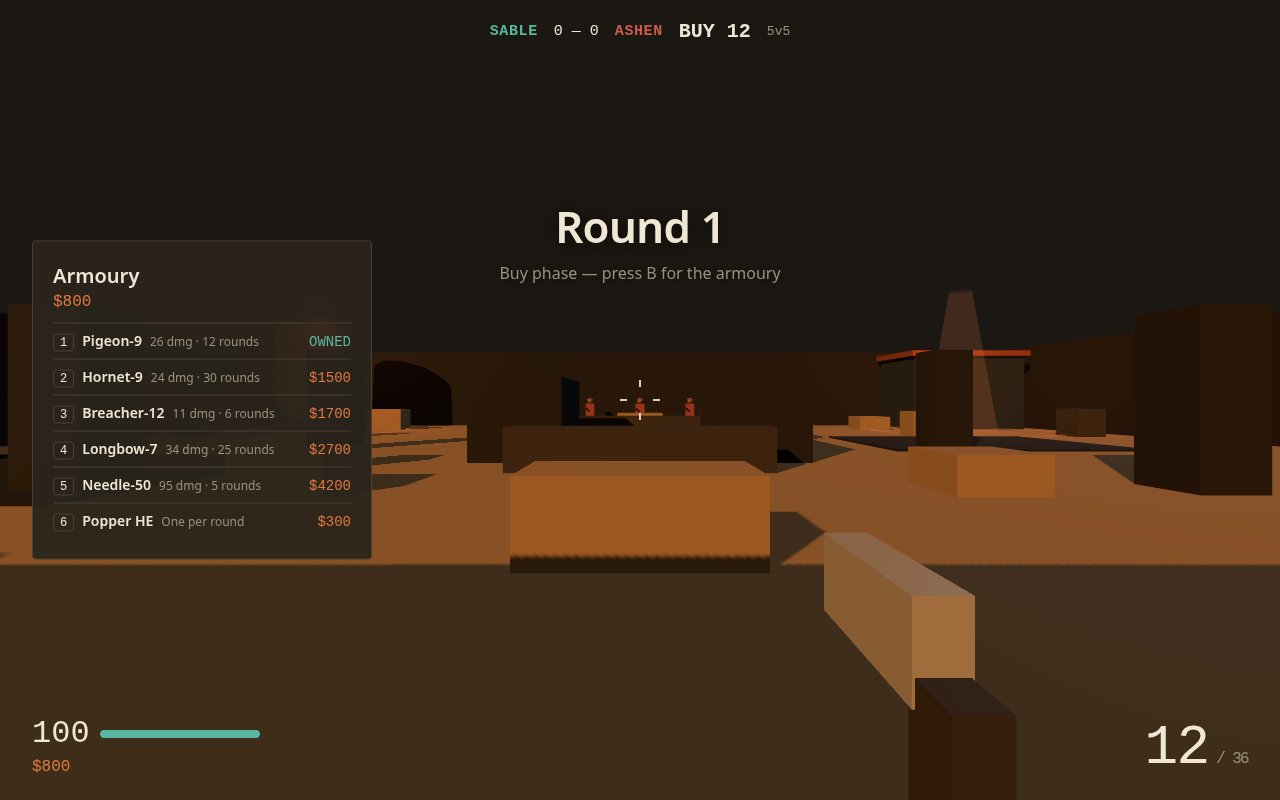 SABLE 0 — 0 ASHEN BUY 12 5v5
Round 1
Buy phase — press B for the armoury
Armoury
$800
1 Pigeon-9 26 dmg · 12 rounds OWNED
2 Hornet-9 24 dmg · 30 rounds $1500
3 Breacher-12 11 dmg · 6 rounds $1700
4 Longbow-7 34 dmg · 25 rounds $2700
5 Needle-50 95 dmg · 5 rounds $4200
6 Popper HE One per round $300
100
$800
12 / 36